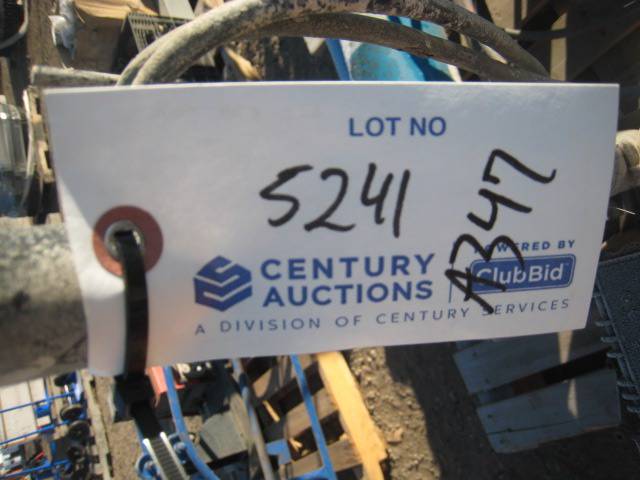 LOT NO
5241
A347
CENTURY
AUCTIONS
POWERED BY
ClubBid
A DIVISION OF CENTURY SERVICES